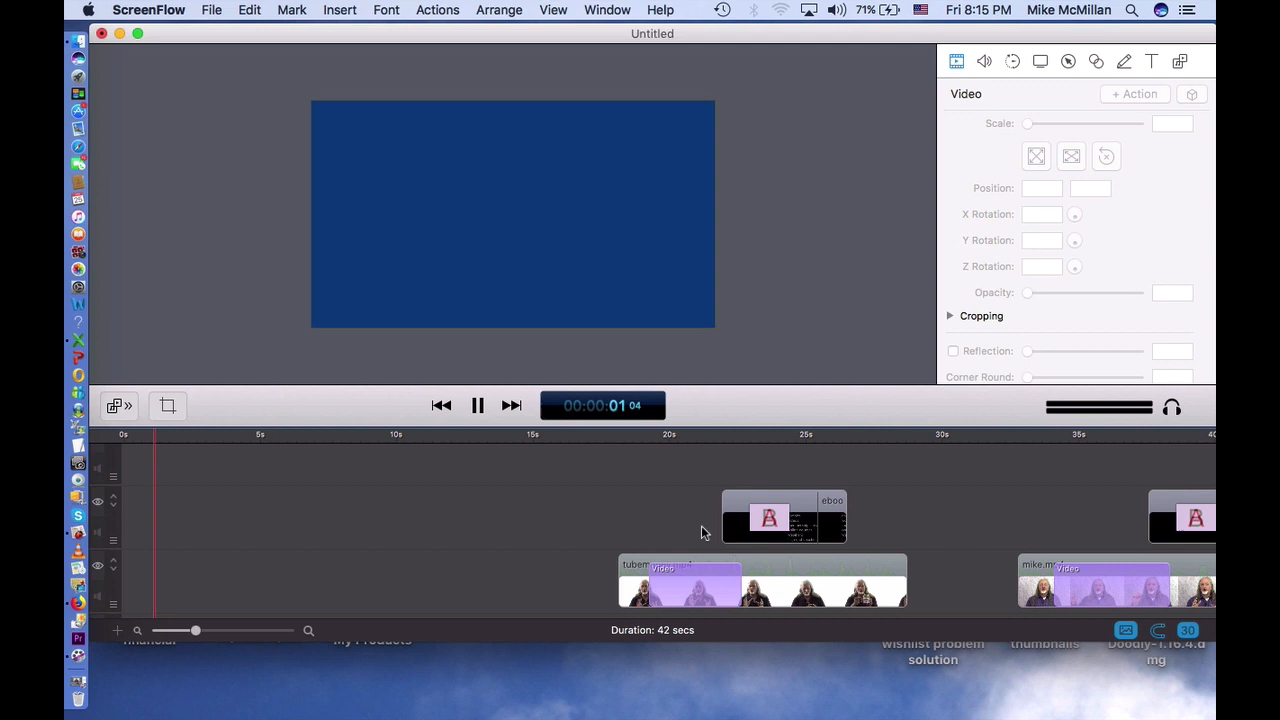 ScreenFlow File Edit Mark Insert Font Actions Arrange View Window Help 71% Fri 8:15 PM Mike McMillan
Untitled
Video + Action
Scale:
Position:
X Rotation:
Y Rotation:
Z Rotation:
Opacity:
Cropping
Reflection:
Corner Round:
00:00:01 04
0s 5s 10s 15s 20s 25s 30s 35s
eboo
Video
mike.m
Video
Duration: 42 secs 30
My Products
wishlist problem
solution
thumbnails
Doodly-1.16.4.d
mg